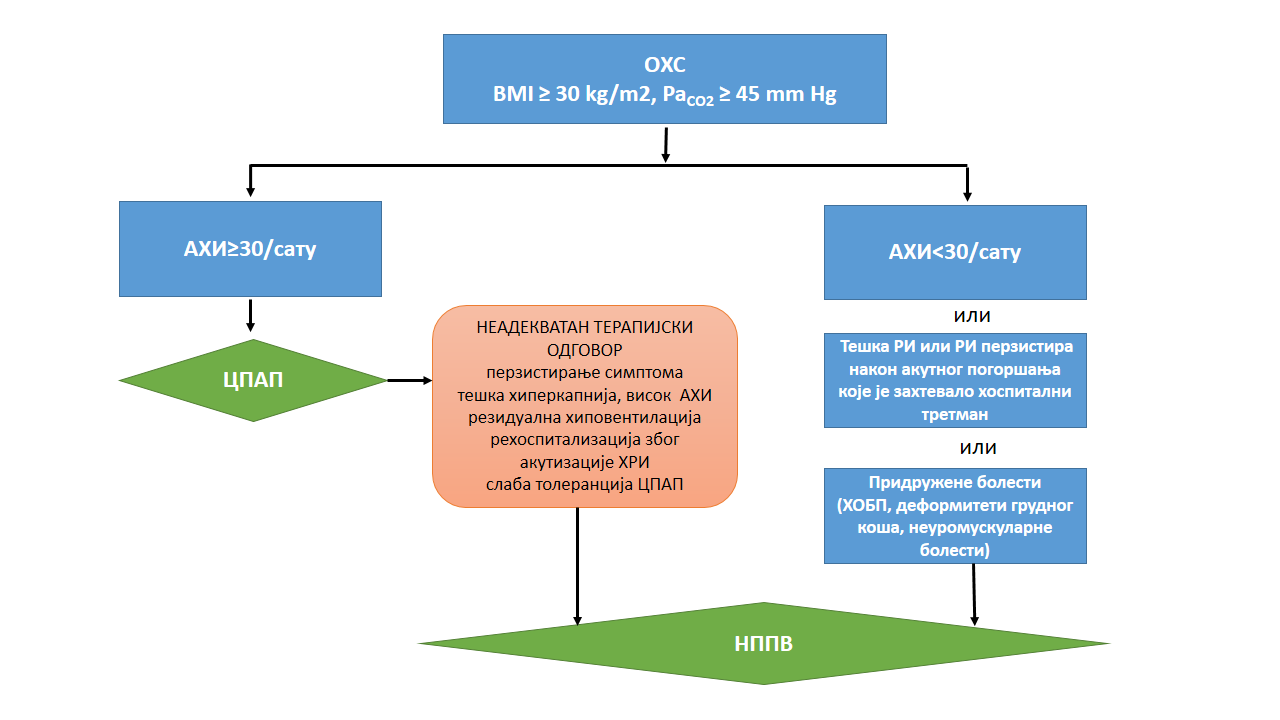 ОХС
BMI ≥ 30 kg/m2, PaCO2 ≥ 45 mm Hg
АХИ≥30/сату
АХИ<30/сату
или
ЦПАП
НЕАДЕКВАТАН ТЕРАПИЈСКИ
ОДГОВОР
перзистирање симптома
тешка хиперкапнија, висок АХИ
резидуална хиповентилација
рехоспитализација због
акутизације ХРИ
слаба толеранција ЦПАП
Тешка РИ или РИ перзистира
након акутног погоршања
које је захтевало хоспитални
третман
или
Придружене болести
(ХОБП, деформитети грудног
коша, неуромускуларне
болести)
НППВ